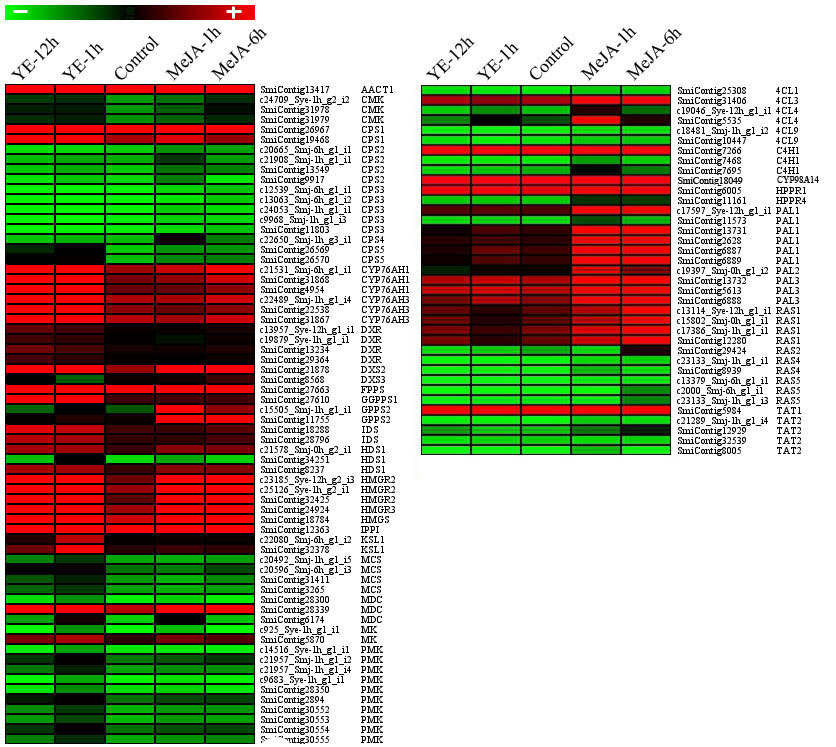 − +
YE-12h YE-1h Control MeJA-1h MeJA-6h
SmiContig13417 AACT1
c24709_Sye-1h_g2_i2 CMK
SmiContig31978 CMK
SmiContig31979 CMK
SmiContig26967 CPS1
SmiContig19468 CPS1
c20665_Smj-6h_g1_i1 CPS2
c21908_Smj-1h_g1_i1 CPS2
SmiContig13549 CPS2
SmiContig9917 CPS2
c12539_Smj-6h_g1_i1 CPS3
c13063_Smj-6h_g1_i2 CPS3
c24053_Smj-1h_g1_i1 CPS3
c9968_Smj-1h_g1_i3 CPS3
SmiContig11803 CPS3
c22650_Smj-1h_g3_i1 CPS4
SmiContig26569 CPS5
SmiContig26570 CPS5
c21531_Smj-6h_g1_i1 CYP76AH1
SmiContig31868 CYP76AH1
SmiContig4954 CYP76AH1
c22489_Smj-1h_g1_i4 CYP76AH3
SmiContig22538 CYP76AH3
SmiContig31867 CYP76AH3
c13957_Sye-12h_g1_i1 DXR
c19879_Sye-1h_g1_i1 DXR
SmiContig13234 DXR
SmiContig29364 DXR
SmiContig21878 DXS2
SmiContig8568 DXS3
SmiContig27663 FPPS
SmiContig27610 GGPPS1
c15505_Smj-1h_g1_i1 GPPS2
SmiContig11755 GPPS2
SmiContig18288 IDS
SmiContig28796 IDS
c21578_Smj-0h_g2_i1 HDS1
SmiContig34251 HDS1
SmiContig8237 HDS1
c23185_Sye-12h_g2_i3 HMGR2
c25126_Sye-1h_g2_i1 HMGR2
SmiContig32425 HMGR2
SmiContig24924 HMGR3
SmiContig18784 HMGS
SmiContig12363 IPPI
c22080_Smj-6h_g1_i2 KSL1
SmiContig32378 KSL1
c20492_Smj-1h_g1_i5 MCS
c20596_Smj-6h_g1_i3 MCS
SmiContig31411 MCS
SmiContig3265 MCS
SmiContig28300 MDC
SmiContig28339 MDC
SmiContig6174 MDC
c925_Sye-1h_g1_i1 MK
SmiContig5870 MK
c14516_Sye-1h_g1_i1 PMK
c21957_Smj-1h_g1_i2 PMK
c21957_Smj-1h_g1_i4 PMK
c9683_Sye-1h_g1_i1 PMK
SmiContig28350 PMK
SmiContig2894 PMK
SmiContig30552 PMK
SmiContig30553 PMK
SmiContig30554 PMK
SmiContig30555 PMK
YE-12h YE-1h Control MeJA-1h MeJA-6h
SmiContig25308 4CL1
SmiContig31406 4CL3
c19046_Sye-12h_g1_i1 4CL4
SmiContig5535 4CL4
c18481_Smj-1h_g1_i2 4CL9
SmiContig10447 4CL9
SmiContig7266 C4H1
SmiContig7468 C4H1
SmiContig7695 C4H1
SmiContig18049 CYP98A14
SmiContig6005 HPPR1
SmiContig11161 HPPR4
c17597_Sye-12h_g1_i1 PAL1
SmiContig11573 PAL1
SmiContig13731 PAL1
SmiContig2628 PAL1
SmiContig6887 PAL1
SmiContig6889 PAL1
c19397_Smj-0h_g1_i2 PAL2
SmiContig13732 PAL3
SmiContig5613 PAL3
SmiContig6888 PAL3
c13114_Sye-12h_g1_i1 RAS1
c15802_Smj-0h_g1_i1 RAS1
c17386_Smj-1h_g1_i1 RAS1
SmiContig12280 RAS1
SmiContig29424 RAS2
c23133_Smj-1h_g1_i1 RAS4
SmiContig8939 RAS4
c13379_Smj-6h_g1_i1 RAS5
c2000_Smj-6h_g1_i1 RAS5
c23133_Smj-1h_g1_i3 RAS5
SmiContig5984 TAT1
c21289_Smj-1h_g1_i4 TAT2
SmiContig12929 TAT2
SmiContig32539 TAT2
SmiContig8005 TAT2